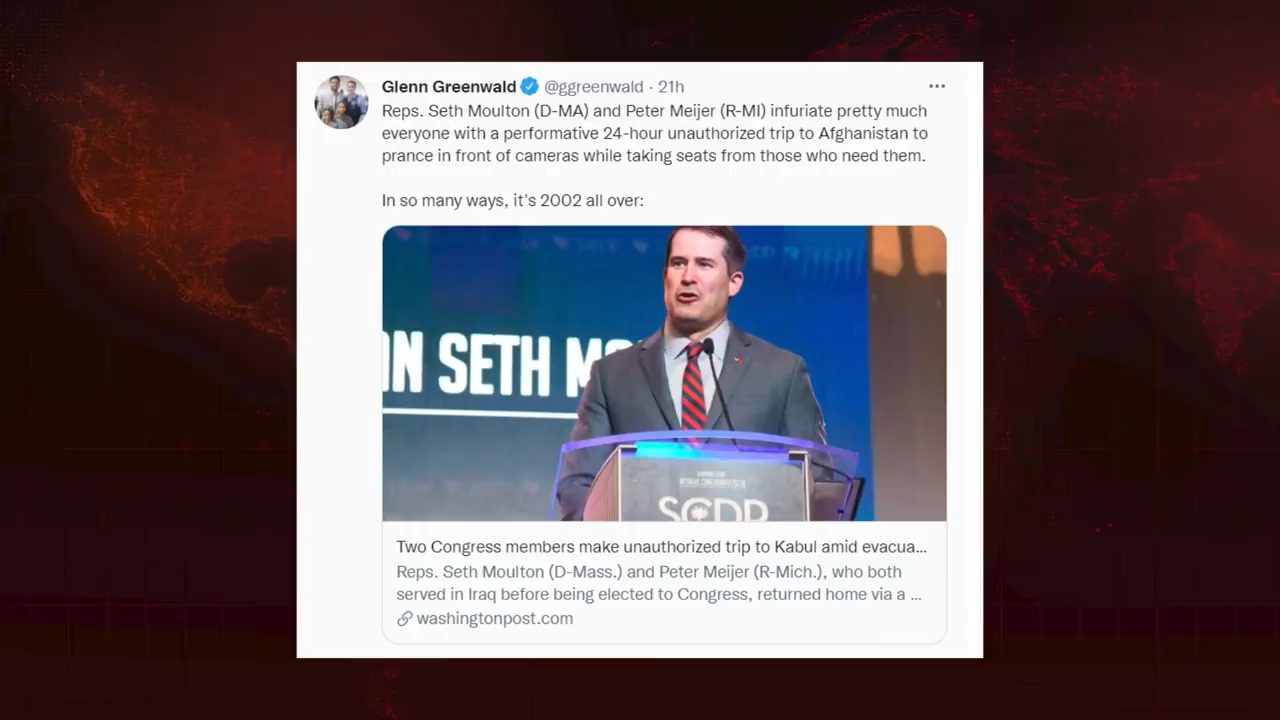 Glenn Greenwald @ggreenwald · 21h
Reps. Seth Moulton (D-MA) and Peter Meijer (R-MI) infuriate pretty much
everyone with a performative 24-hour unauthorized trip to Afghanistan to
prance in front of cameras while taking seats from those who need them.
In so many ways, it's 2002 all over:
N SETH MO
SCDP
Two Congress members make unauthorized trip to Kabul amid evacua...
Reps. Seth Moulton (D-Mass.) and Peter Meijer (R-Mich.), who both
served in Iraq before being elected to Congress, returned home via a ...
washingtonpost.com